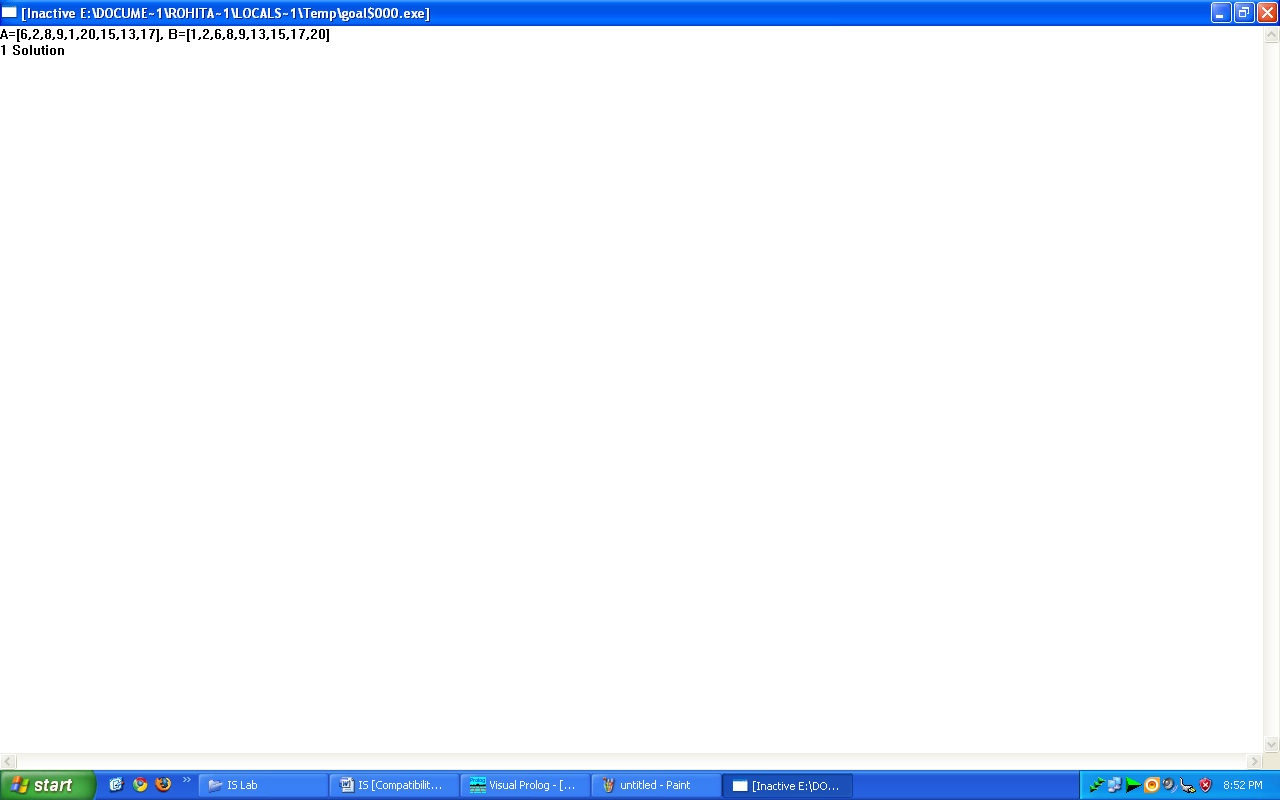 [Inactive E:\DOCUME~1\ROHITA~1\LOCALS~1\Temp\goal$000.exe]
A=[6,2,8,9,1,20,15,13,17], B=[1,2,6,8,9,13,15,17,20]
1 Solution
start
IS Lab
IS [Compatibilit...
Visual Prolog - [...
untitled - Paint
[Inactive E:\DO...
8:52 PM